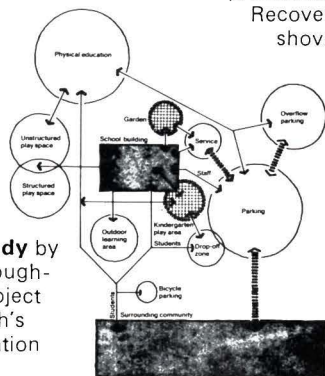 Recove
shov
Physical education
Garden
Overflow
parking
Unstructured
play space
School building
Service
Structured
play space
Staff
Parking
Kindergarten
play area
Outdoor
learning
area
Students
Drop-off
zone
dy by
ough-
oject
h's
ation
Bicycle
parking
Students
Surrounding community